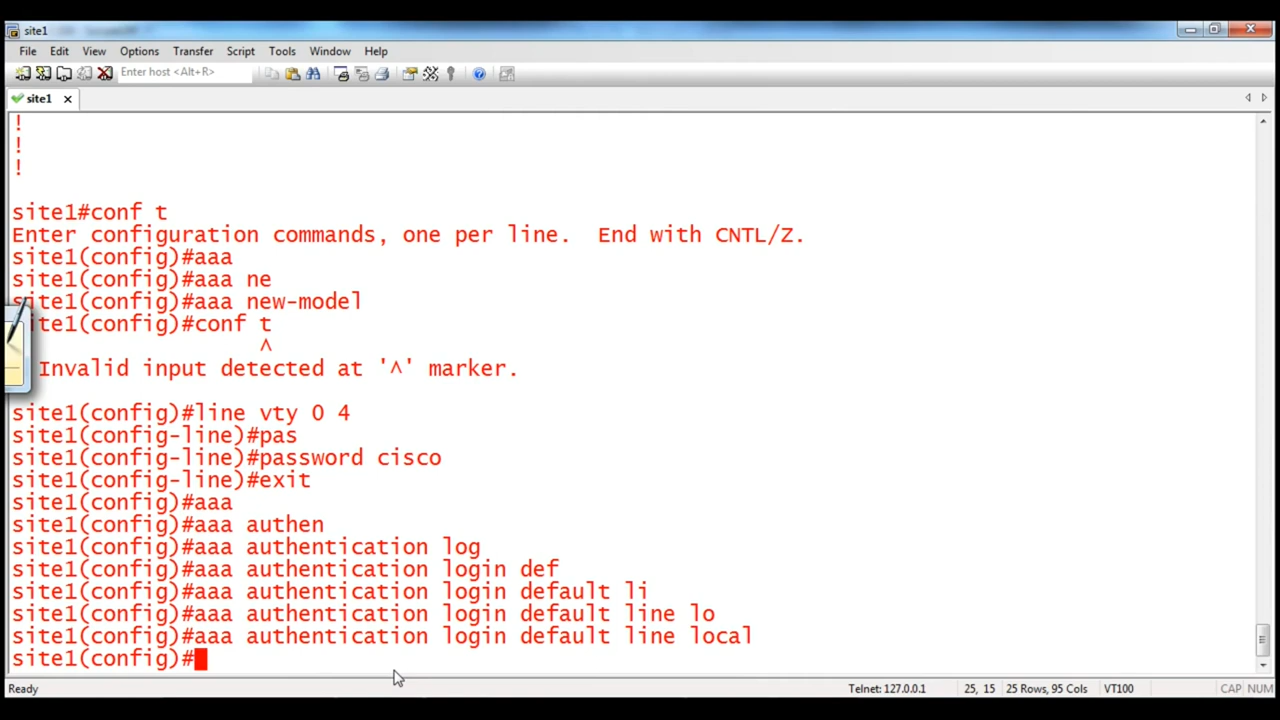 site1
File Edit View Options Transfer Script Tools Window Help
Enter host <Alt+R>
site1
!
!
!
site1#conf t
Enter configuration commands, one per line.  End with CNTL/Z.
site1(config)#aaa
site1(config)#aaa ne
site1(config)#aaa new-model
site1(config)#conf t
^
Invalid input detected at '^' marker.
site1(config)#line vty 0 4
site1(config-line)#pas
site1(config-line)#password cisco
site1(config-line)#exit
site1(config)#aaa
site1(config)#aaa authen
site1(config)#aaa authentication log
site1(config)#aaa authentication login def
site1(config)#aaa authentication login default li
site1(config)#aaa authentication login default line lo
site1(config)#aaa authentication login default line local
site1(config)#
Ready Telnet: 127.0.0.1 25, 15 25 Rows, 95 Cols VT100 CAP NUM